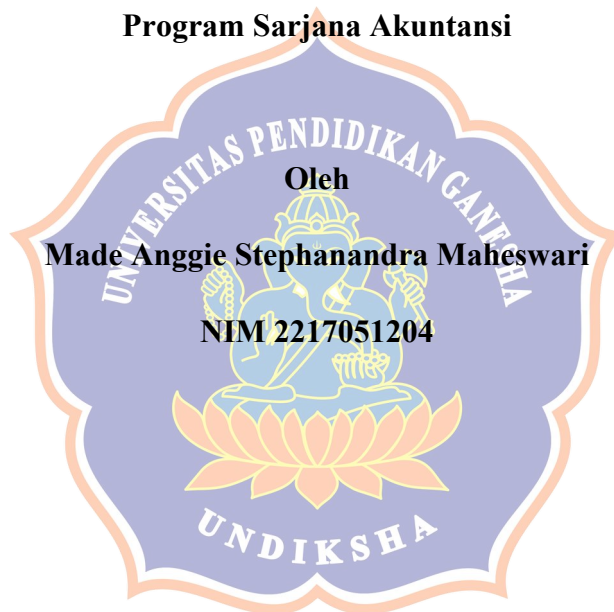 Program Sarjana Akuntansi
UNIVERSITAS PENDIDIKAN GANESHA
Oleh
Made Anggie Stephanandra Maheswari
NIM 2217051204
UNDIKSHA